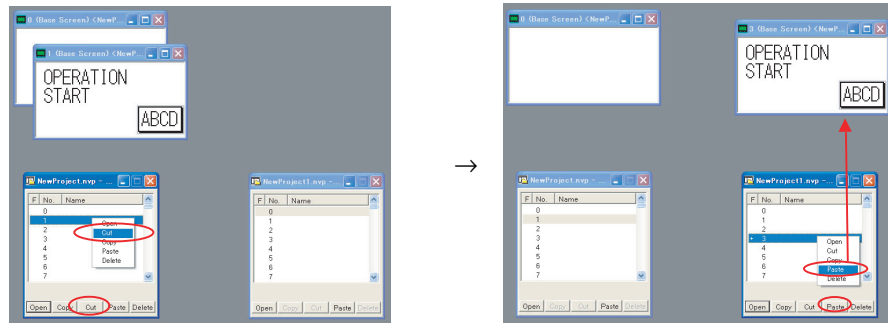 0 (Base Screen) <NewP...
1 (Base Screen) <NewP...
OPERATION
START
ABCD
NewProject.nvp - ...
F No. Name
0
1
2
3
4
5
6
7
Open
Cut
Copy
Paste
Delete
Open Copy Cut Paste Delete
NewProject1.nvp - ...
F No. Name
0
1
2
3
4
5
6
7
Open Copy Cut Paste Delete
→
0 (Base Screen) <NewP...
3 (Base Screen) <NewP...
OPERATION
START
ABCD
NewProject.nvp - ...
F No. Name
0
1
2
3
4
5
6
7
Open Copy Cut Paste Delete
NewProject1.nvp - ...
F No. Name
0
1
2
+ 3
4
5
6
7
Open
Cut
Copy
Paste
Delete
Open Copy Cut Paste Delete